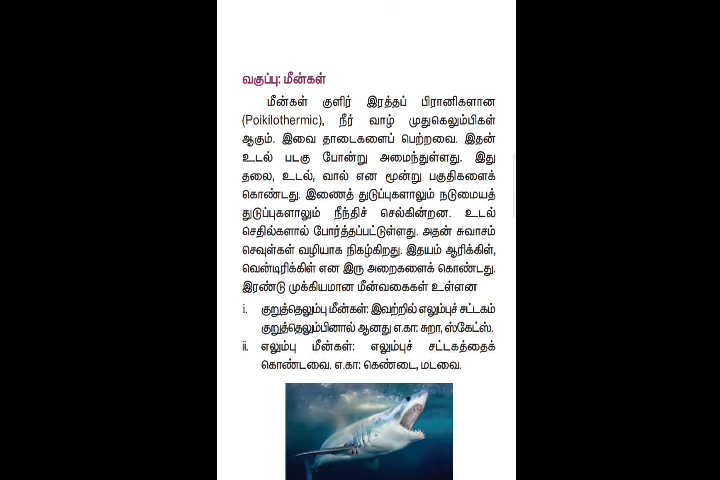 வகுப்பு: மீன்கள்
மீன்கள் குளிர் இரத்தப் பிரானிகளான
(Poikilothermic), நீர் வாழ் முதுகெலும்பிகள்
ஆகும். இவை தாடைகளைப் பெற்றவை. இதன்
உடல் படகு போன்று அமைந்துள்ளது. இது
தலை, உடல், வால் என மூன்று பகுதிகளைக்
கொண்டது. இணைத் துடுப்புகளாலும் நடுமையத்
துடுப்புகளாலும் நீந்திச் செல்கின்றன. உடல்
செதில்களால் போர்த்தப்பட்டுள்ளது. அதன் சுவாசம்
செவுள்கள் வழியாக நிகழ்கிறது. இதயம் ஆரிக்கிள்,
வென்டிரிக்கிள் என இரு அறைகளைக் கொண்டது.
இரண்டு முக்கியமான மீன்வகைகள் உள்ளன
i. குறுத்தெலும்பு மீன்கள்: இவற்றில் எலும்புச் சட்டகம்
குறுத்தெலும்பினால் ஆனது எ.கா: சுறா, ஸ்கேட்ஸ்.
ii. எலும்பு மீன்கள்: எலும்புச் சட்டகத்தைக்
கொண்டவை. எ.கா: கெண்டை, மடவை.